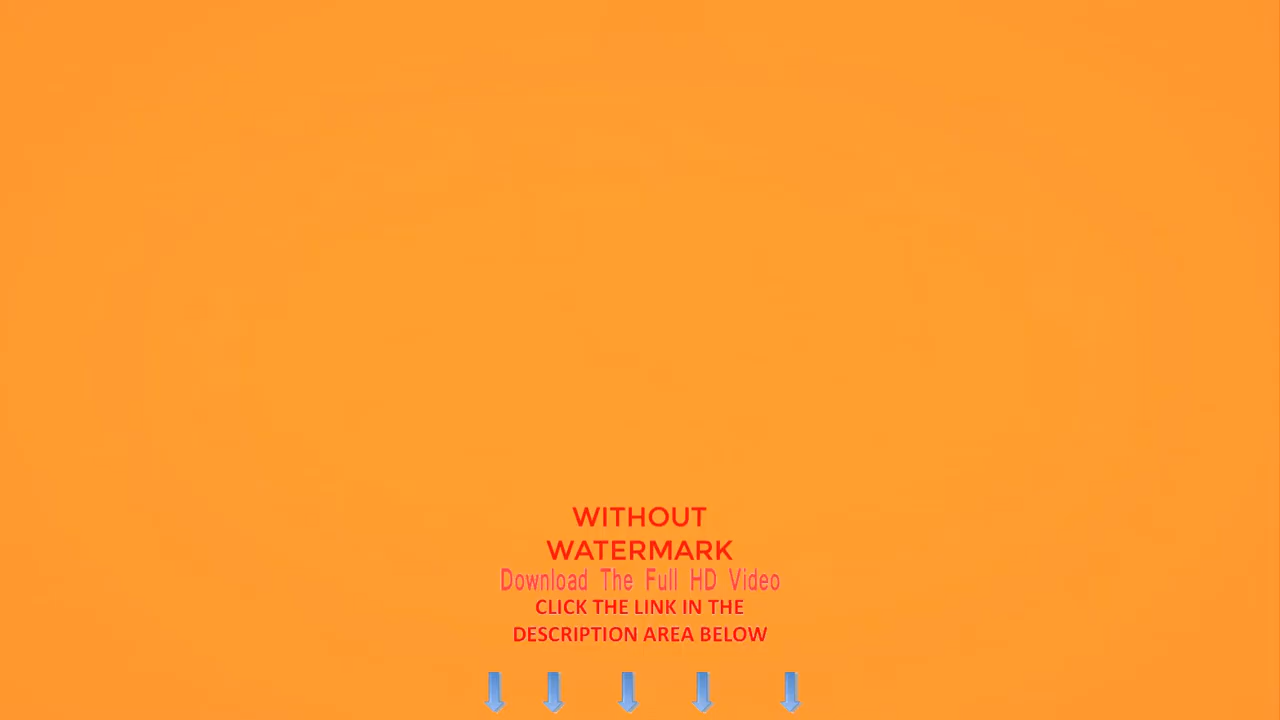 WITHOUT
WATERMARK
Download The Full HD Video
CLICK THE LINK IN THE
DESCRIPTION AREA BELOW